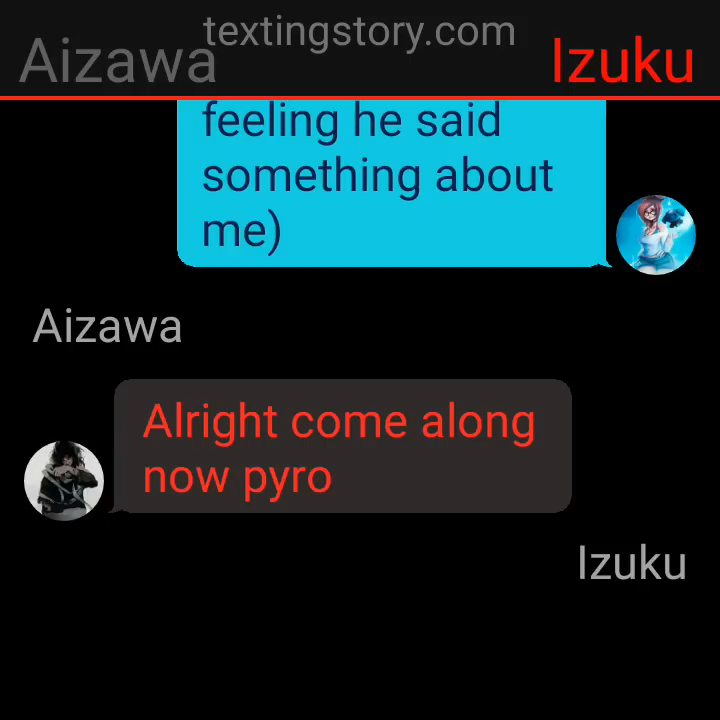 textingstory.com
Aizawa
Izuku
feeling he said
something about
me)
Aizawa
Alright come along
now pyro
Izuku